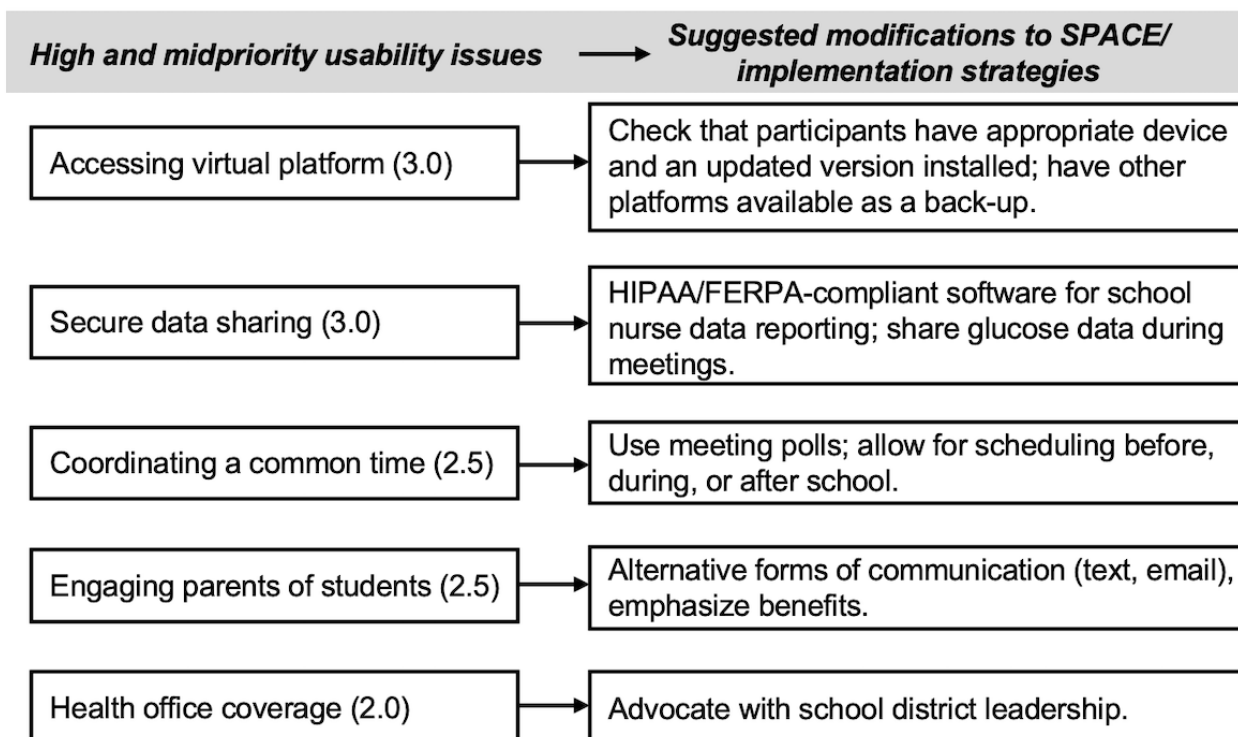 High and midpriority usability issues
Suggested modifications to SPACE/
implementation strategies
Accessing virtual platform (3.0)
Check that participants have appropriate device
and an updated version installed; have other
platforms available as a back-up.
Secure data sharing (3.0)
HIPAA/FERPA-compliant software for school
nurse data reporting; share glucose data during
meetings.
Coordinating a common time (2.5)
Use meeting polls; allow for scheduling before,
during, or after school.
Engaging parents of students (2.5)
Alternative forms of communication (text, email),
emphasize benefits.
Health office coverage (2.0)
Advocate with school district leadership.